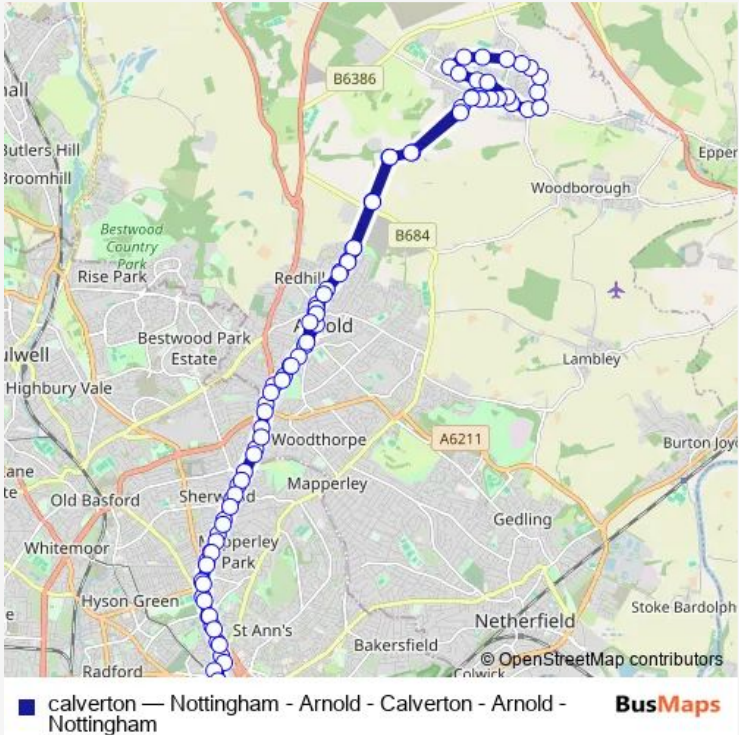 B6386
hall
Butlers Hill
Broomhill
Epper
Woodborough
Bestwood
Country
Park
B684
Rise Park
Redhill
Arnold
Bestwood Park
Estate
ulwell
Lambley
Highbury Vale
Woodthorpe
A6211
Burton Joy
Mapperley
Old Basford
Sherwood
Gedling
Whitemoor
Mapperley
Park
Hyson Green
Stoke Bardolph
St Ann's
Netherfield
Bakersfield
Radford
© OpenStreetMap contributors
Colwick
calverton — Nottingham - Arnold - Calverton - Arnold -
Nottingham
BusMaps